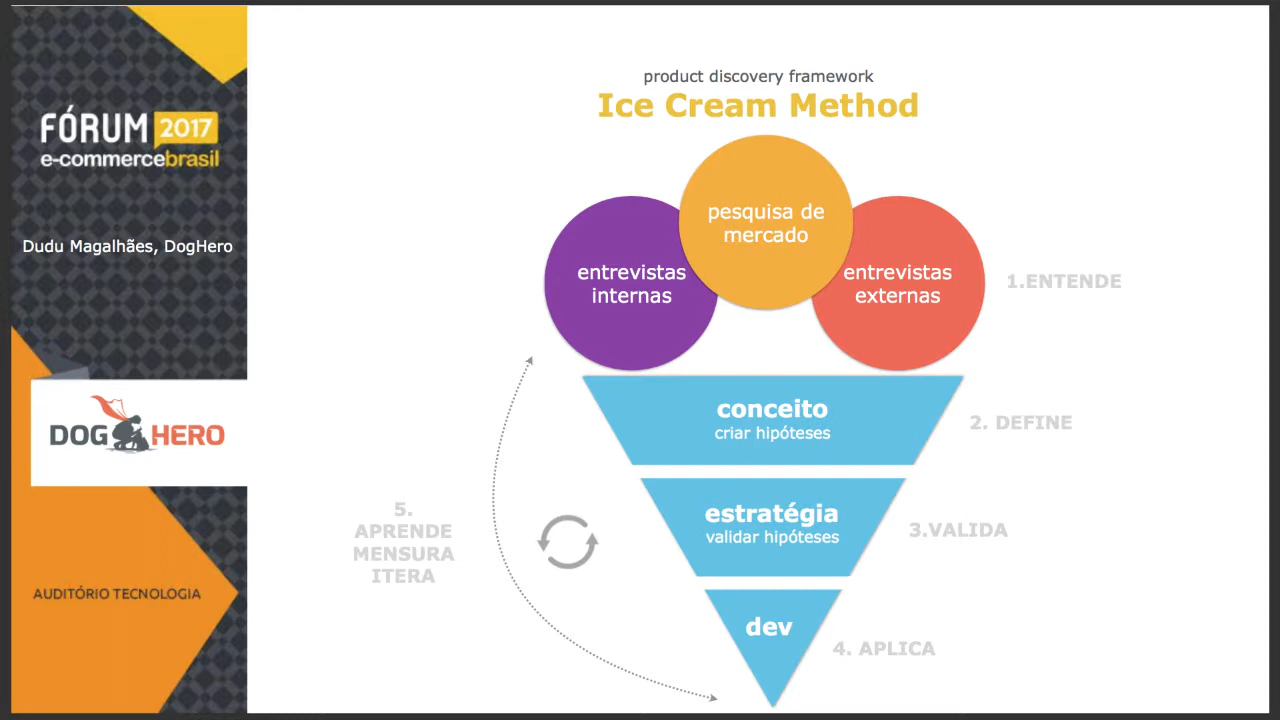 FÓRUM 2017
e-commercebrasil
Dudu Magalhães, DogHero
DOG HERO
AUDITÓRIO TECNOLOGIA
product discovery framework
Ice Cream Method
pesquisa de
mercado
entrevistas
internas
entrevistas
externas
1.ENTENDE
conceito
criar hipóteses
2. DEFINE
estratégia
validar hipóteses
3.VALIDA
5.
APRENDE
MENSURA
ITERA
dev
4. APLICA